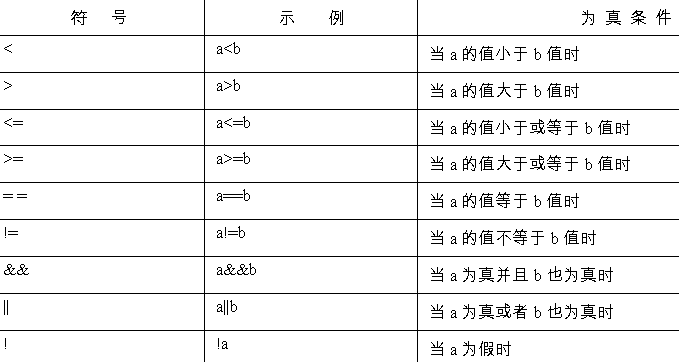 符 号 示 例 为 真 条 件
< a<b 当 a 的值小于 b 值时
> a>b 当 a 的值大于 b 值时
<= a<=b 当 a 的值小于或等于 b 值时
>= a>=b 当 a 的值大于或等于 b 值时
== a==b 当 a 的值等于 b 值时
!= a!=b 当 a 的值不等于 b 值时
&& a&&b 当 a 为真并且 b 也为真时
|| a||b 当 a 为真或者 b 也为真时
! !a 当 a 为假时